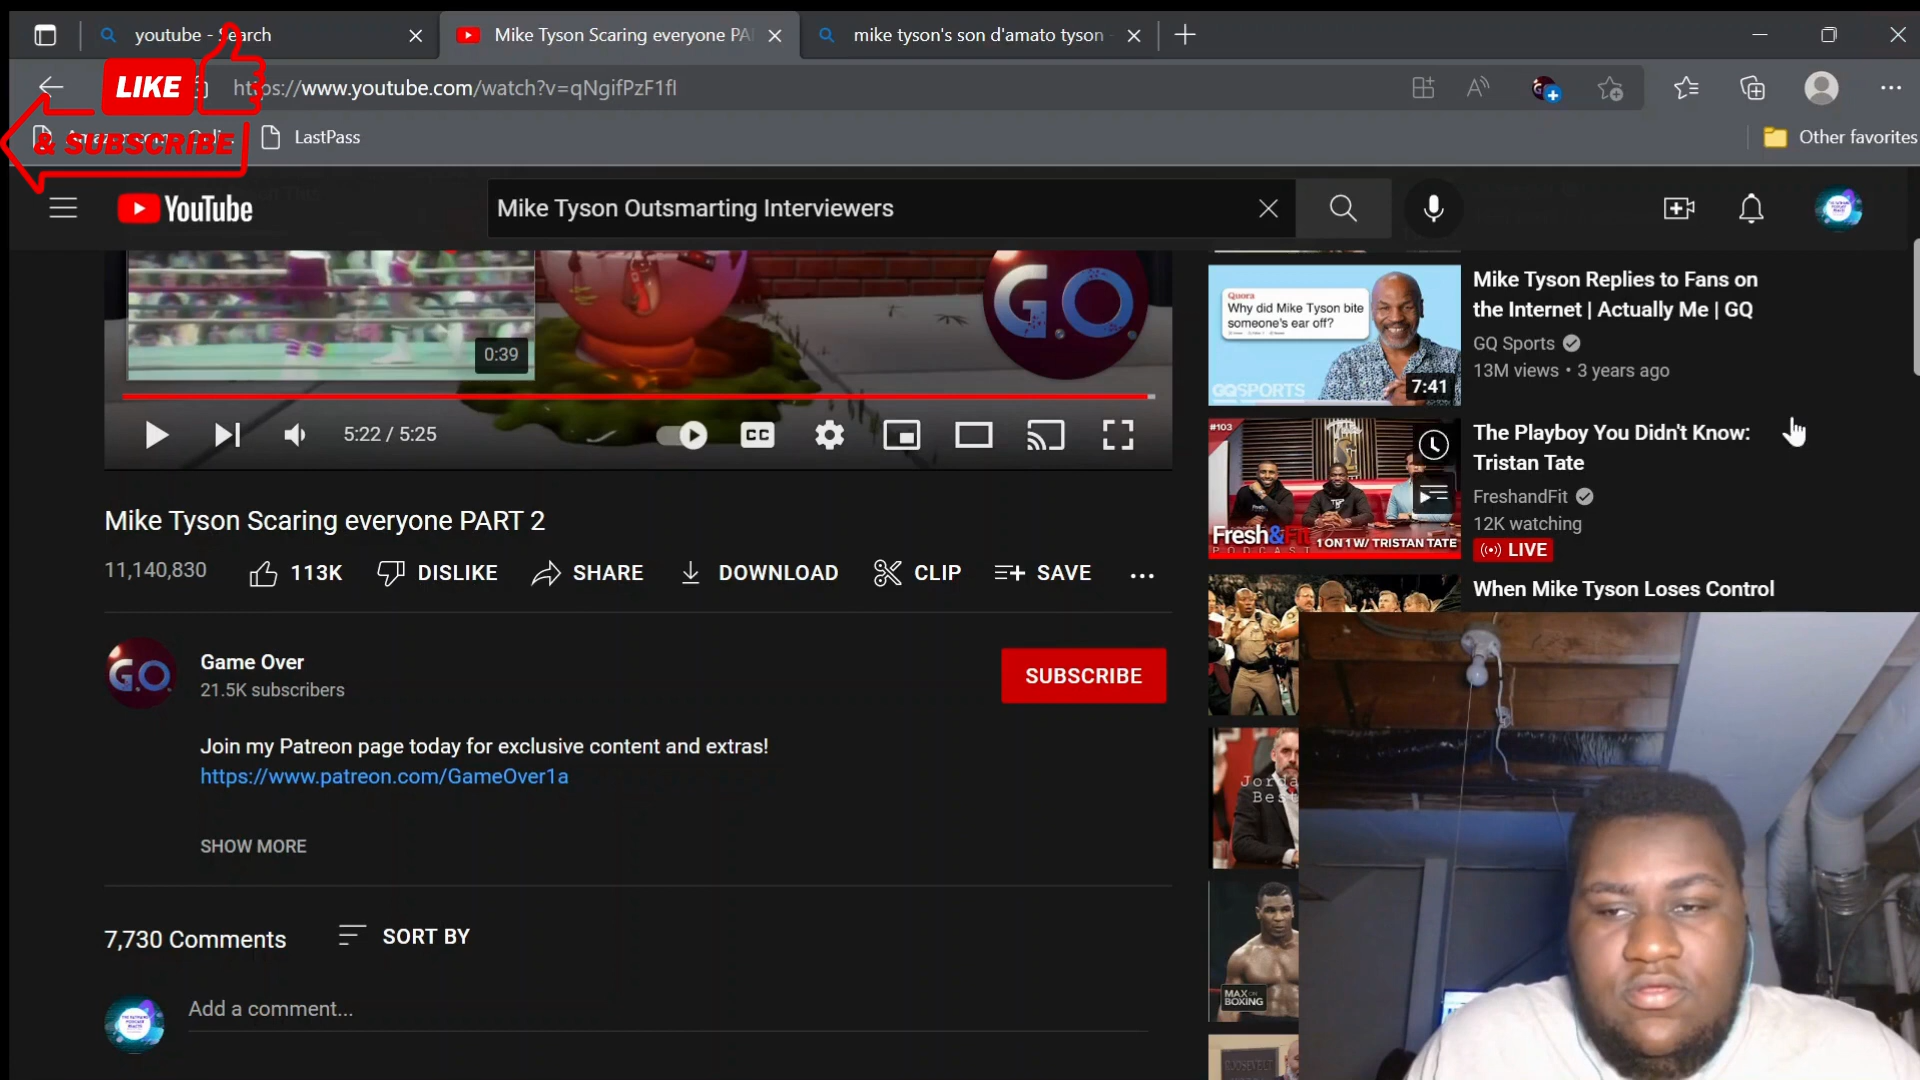 youtube - Search
Mike Tyson Scaring everyone PA
mike tyson's son d'amato tyson -
LIKE
& SUBSCRIBE
https://www.youtube.com/watch?v=qNgifPzF1fI
LastPass
Other favorites
YouTube
Mike Tyson Outsmarting Interviewers
0:39
G.O.
5:22 / 5:25
CC
Mike Tyson Scaring everyone PART 2
11,140,830
113K
DISLIKE
SHARE
DOWNLOAD
CLIP
SAVE
G.O.
Game Over
21.5K subscribers
SUBSCRIBE
Join my Patreon page today for exclusive content and extras!
https://www.patreon.com/GameOver1a
SHOW MORE
7,730 Comments
SORT BY
Add a comment...
Quora
Why did Mike Tyson bite
someone's ear off?
GQSPORTS
7:41
Mike Tyson Replies to Fans on
the Internet | Actually Me | GQ
GQ Sports
13M views • 3 years ago
#103
Fresh&Fit
PODCAST
1 ON 1 W/ TRISTAN TATE
The Playboy You Didn't Know:
Tristan Tate
FreshandFit
12K watching
LIVE
When Mike Tyson Loses Control
Jorda
Best
MAX ON
BOXING